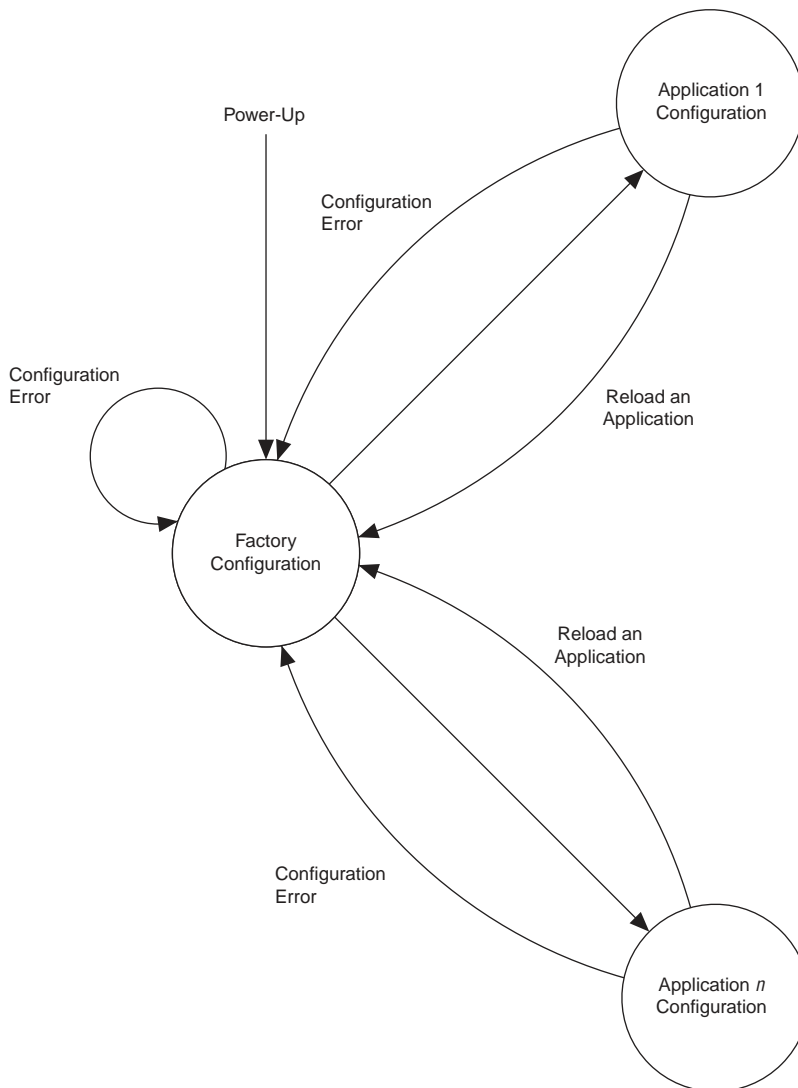 Application 1
Configuration
Power-Up
Configuration
Error
Configuration
Error
Reload an
Application
Factory
Configuration
Reload an
Application
Configuration
Error
Application n
Configuration